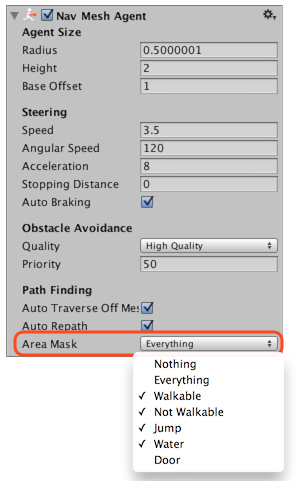 Nav Mesh Agent
Agent Size
Radius 0.5000001
Height 2
Base Offset 1
Steering
Speed 3.5
Angular Speed 120
Acceleration 8
Stopping Distance 0
Auto Braking
Obstacle Avoidance
Quality High Quality
Priority 50
Path Finding
Auto Traverse Off Mes
Auto Repath
Area Mask Everything
Nothing
Everything
✓ Walkable
✓ Not Walkable
✓ Jump
✓ Water
Door